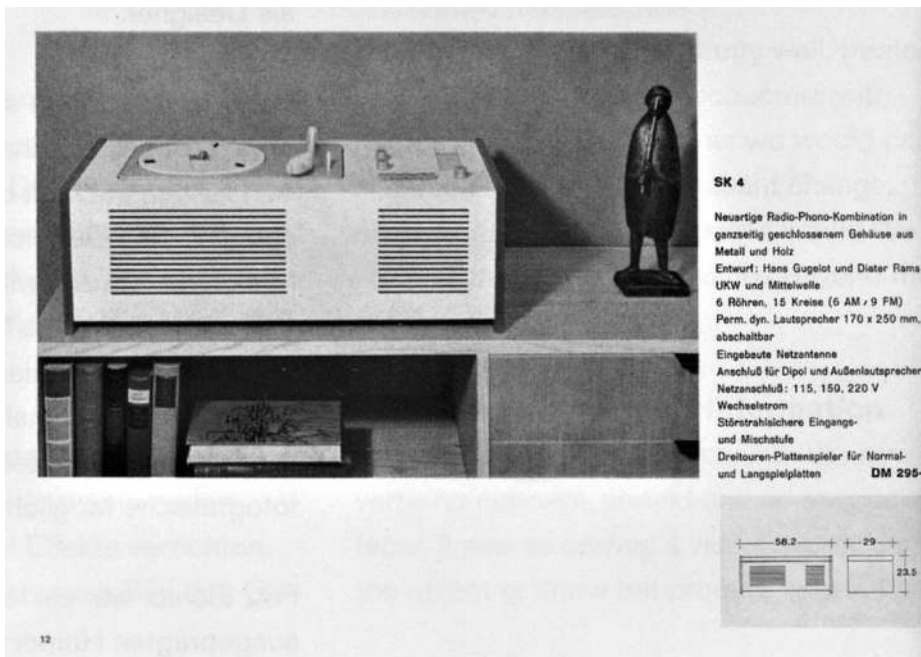 SK 4
Neuartige Radio-Phono-Kombination in
ganzseitig geschlossenem Gehäuse aus
Metall und Holz
Entwurf: Hans Gugelot und Dieter Rams
UKW und Mittelwelle
6 Röhren, 15 Kreise (6 AM / 9 FM)
Perm. dyn. Lautsprecher 170 x 250 mm,
abschaltbar
Eingebaute Netzantenne
Anschluß für Dipol und Außenlautsprecher
Netzanschluß: 115, 150, 220 V
Wechselstrom
Störstrahlsichere Eingangs-
und Mischstufe
Dreitouren-Plattenspieler für Normal-
und Langspielplatten DM 295-
58.2 29
23.5
12